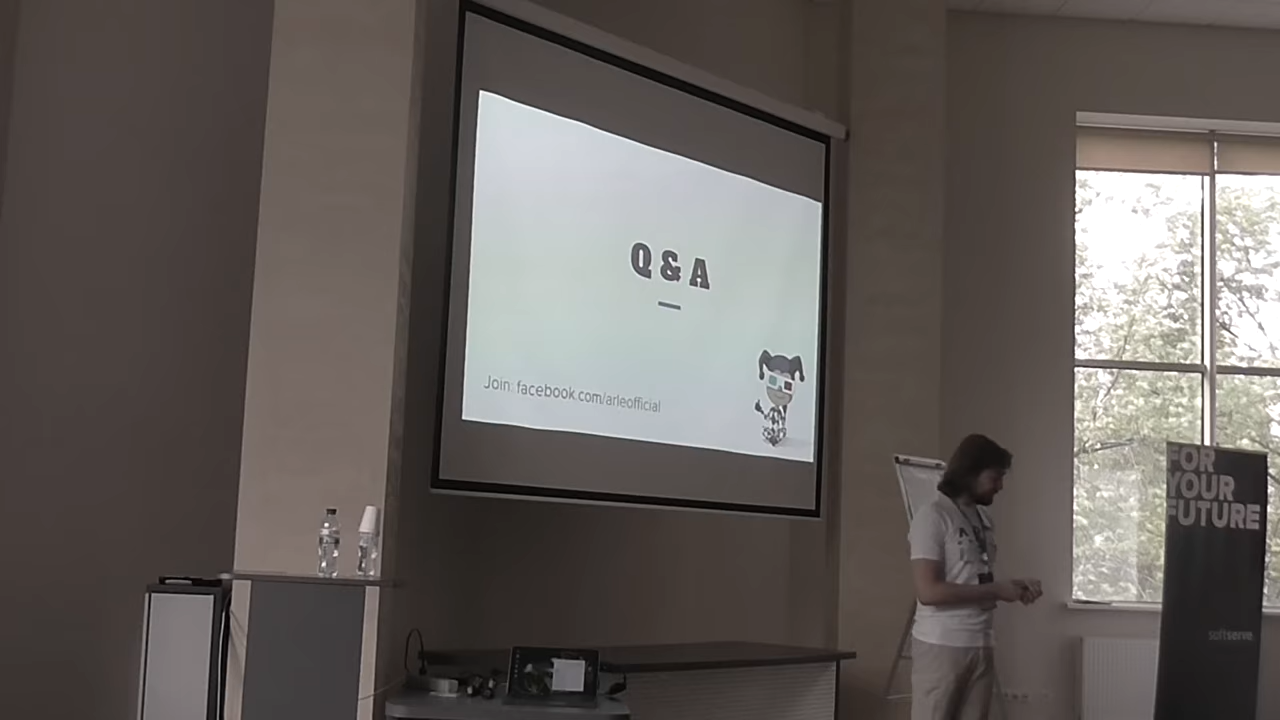 Q & A
Join: facebook.com/arleofficial
FOR
YOUR
FUTURE
softserve